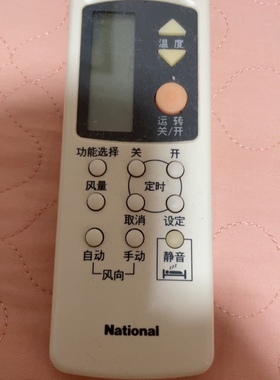 温度
运转
关/开
功能选择 关 开
风量 定时
取消 设定
自动 手动 静音
风向 zzz
National